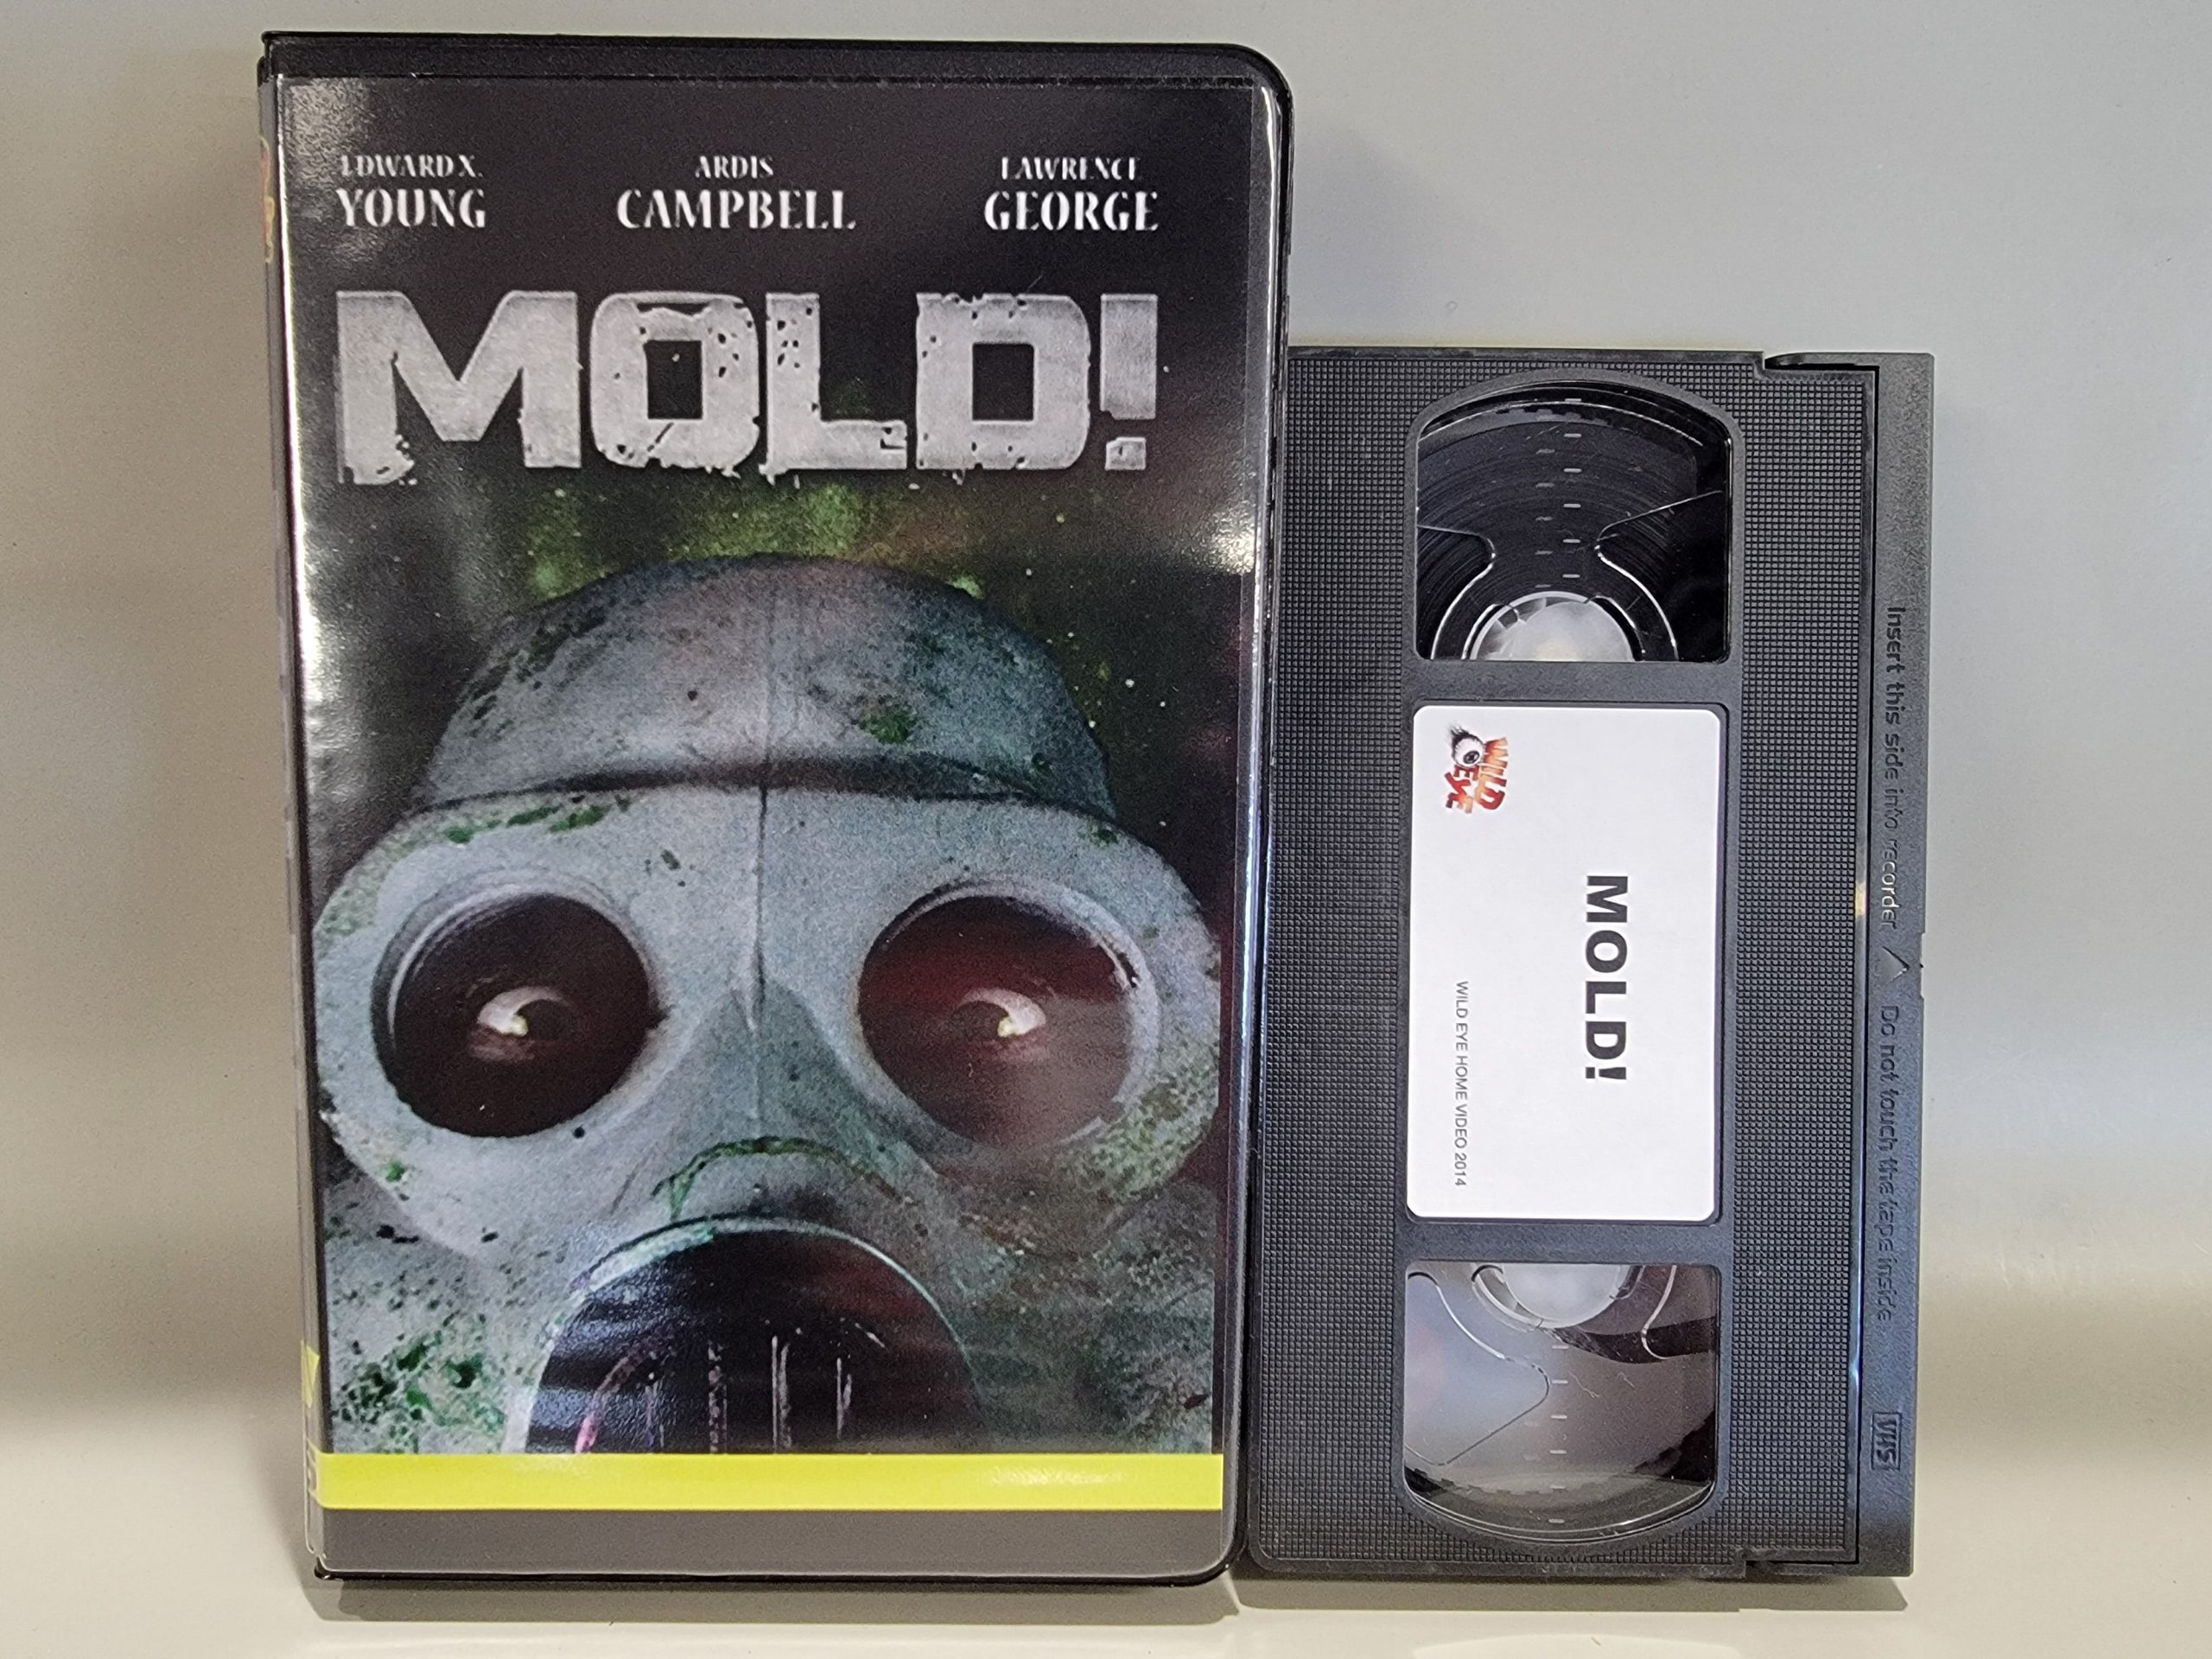 EDWARD X. ARDIS LAWRENCE
YOUNG CAMPBELL GEORGE
MOLD!
WILD
EYE
MOLD!
WILD EYE HOME VIDEO 2014
Insert this side into recorder △ Do not touch the tape inside
VHS